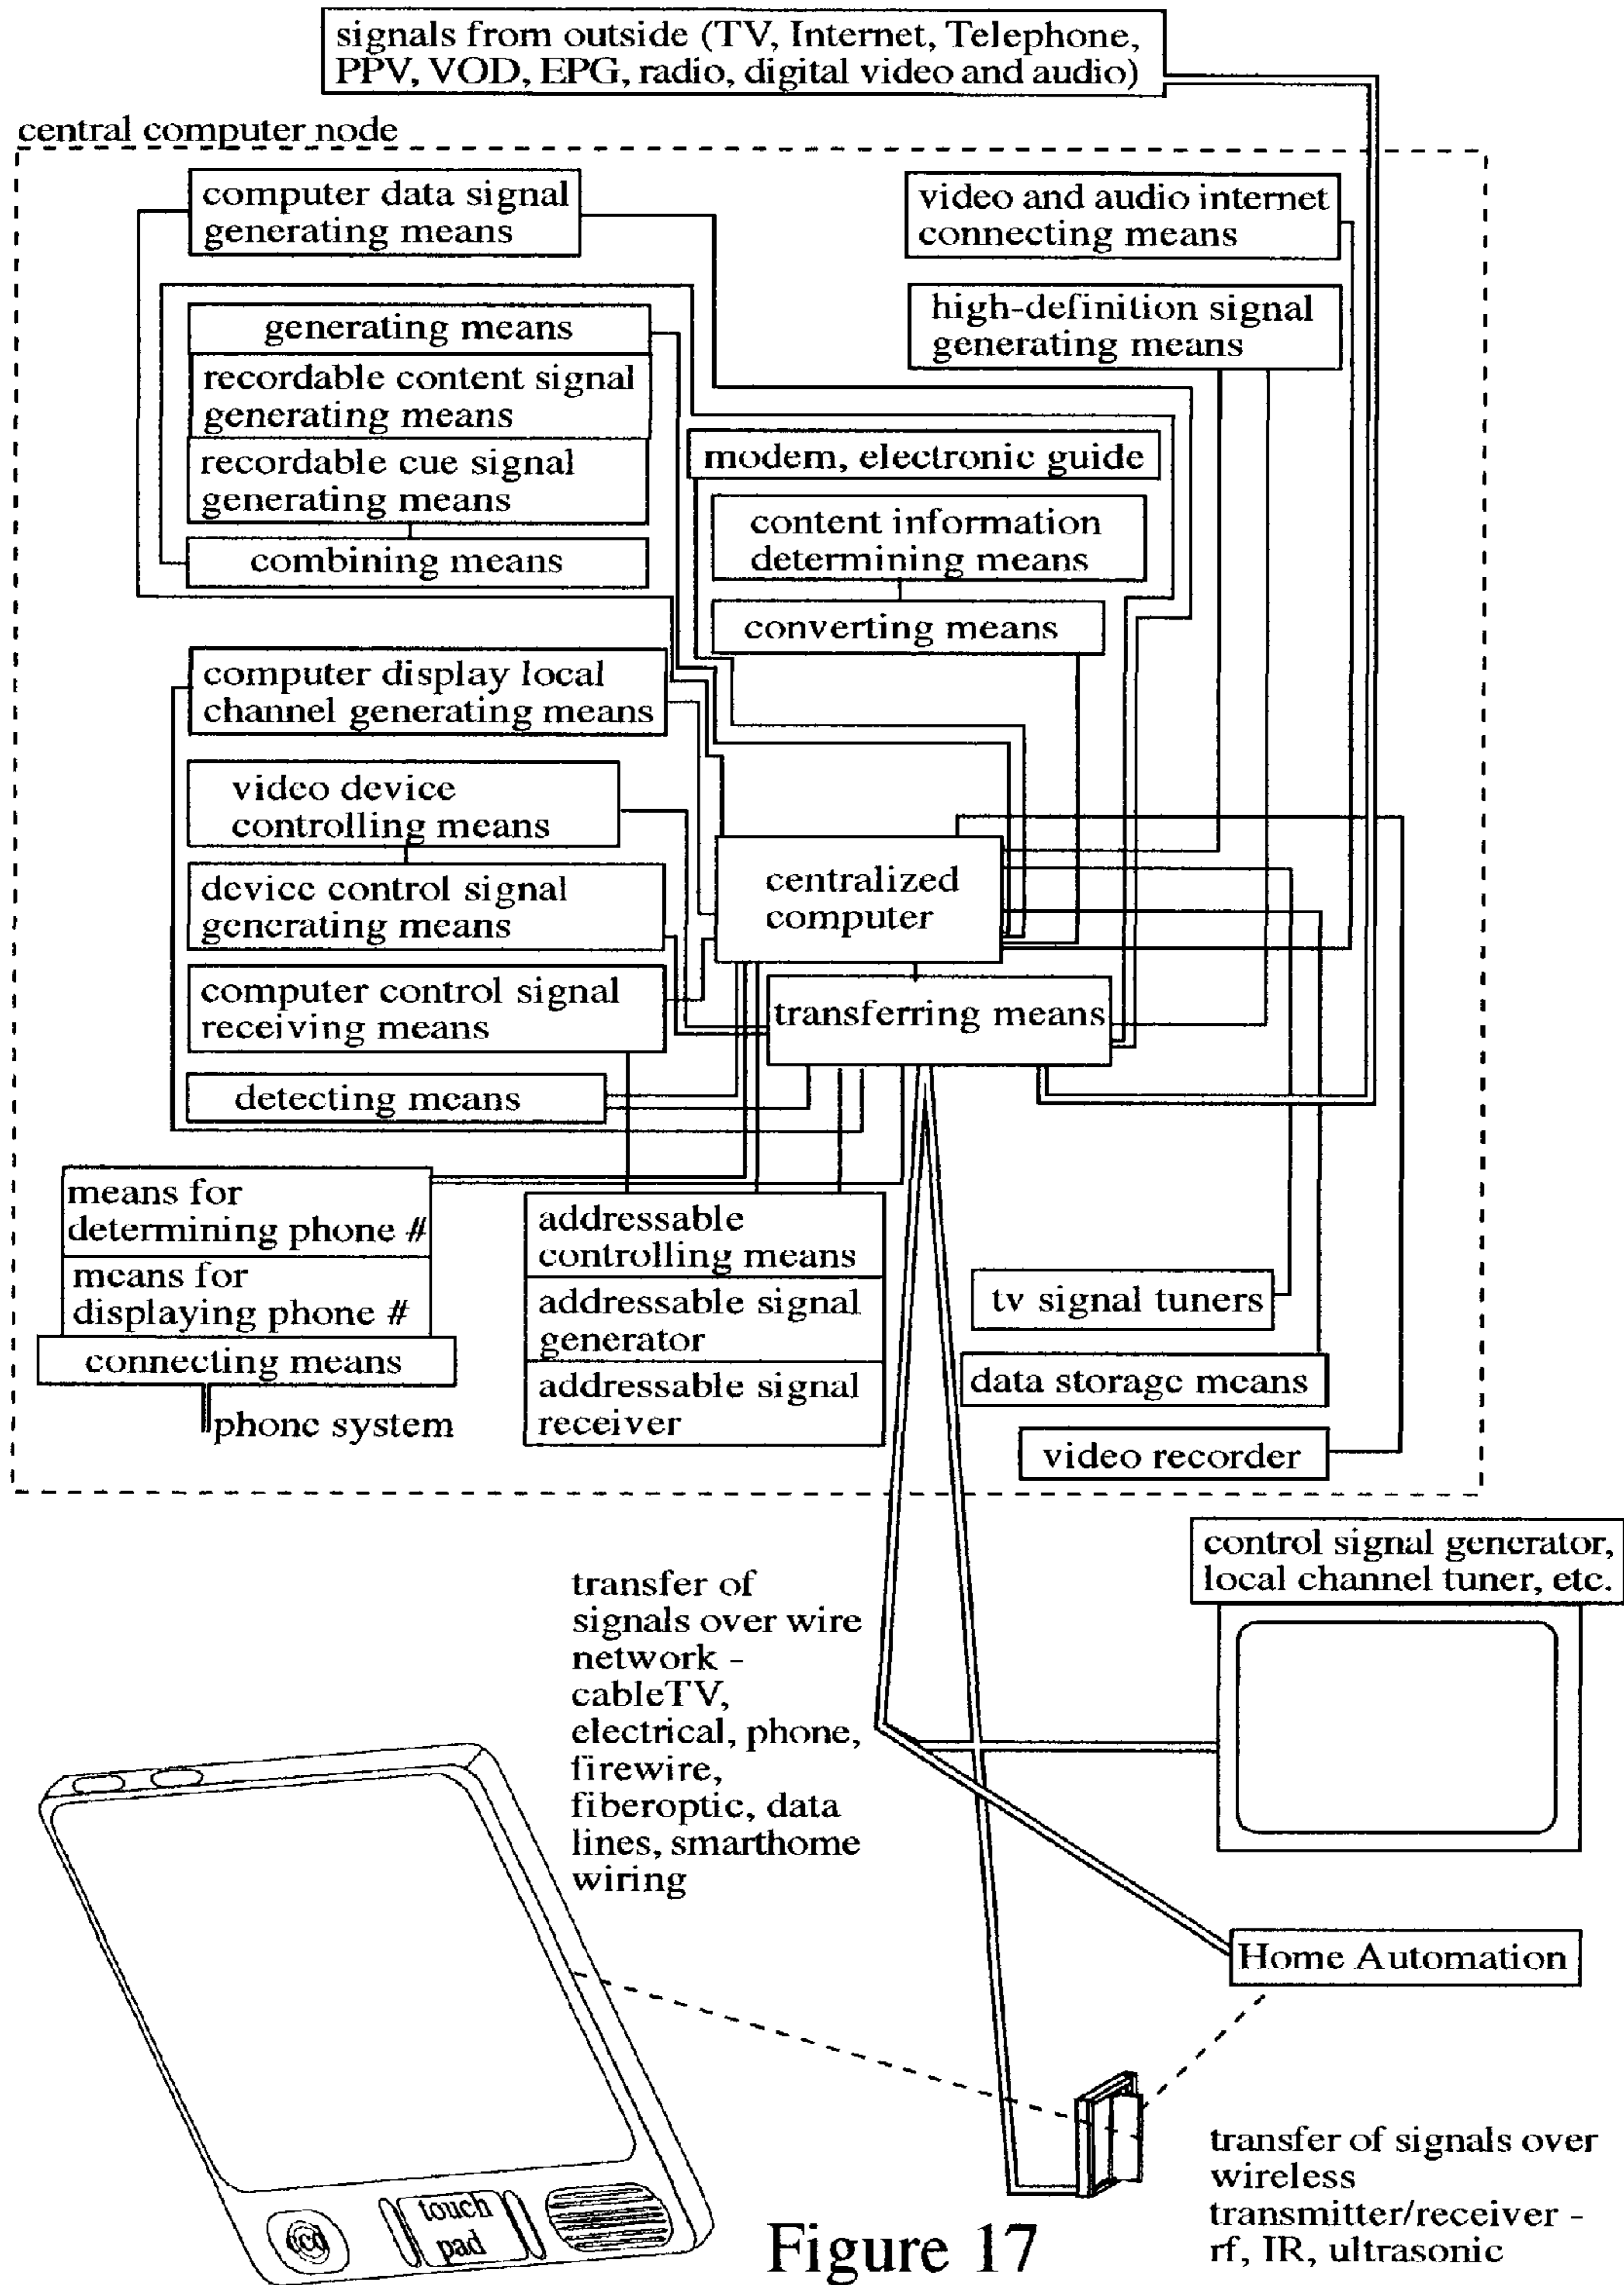 signals from outside (TV, Internet, Telephone,
PPV, VOD, EPG, radio, digital video and audio)
central computer node
computer data signal
generating means
video and audio internet
connecting means
generating means
high-definition signal
generating means
recordable content signal
generating means
recordable cue signal
generating means
modem, electronic guide
content information
determining means
combining means
converting means
computer display local
channel generating means
video device
controlling means
centralized
computer
device control signal
generating means
computer control signal
receiving means
transferring means
detecting means
means for
determining phone #
means for
displaying phone #
connecting means
phone system
addressable
controlling means
addressable signal
generator
addressable signal
receiver
tv signal tuners
data storage means
video recorder
control signal generator,
local channel tuner, etc.
transfer of
signals over wire
network -
cableTV,
electrical, phone,
firewire,
fiberoptic, data
lines, smarthome
wiring
Home Automation
transfer of signals over
wireless
transmitter/receiver -
rf, IR, ultrasonic
ccd
touch
pad
Figure 17